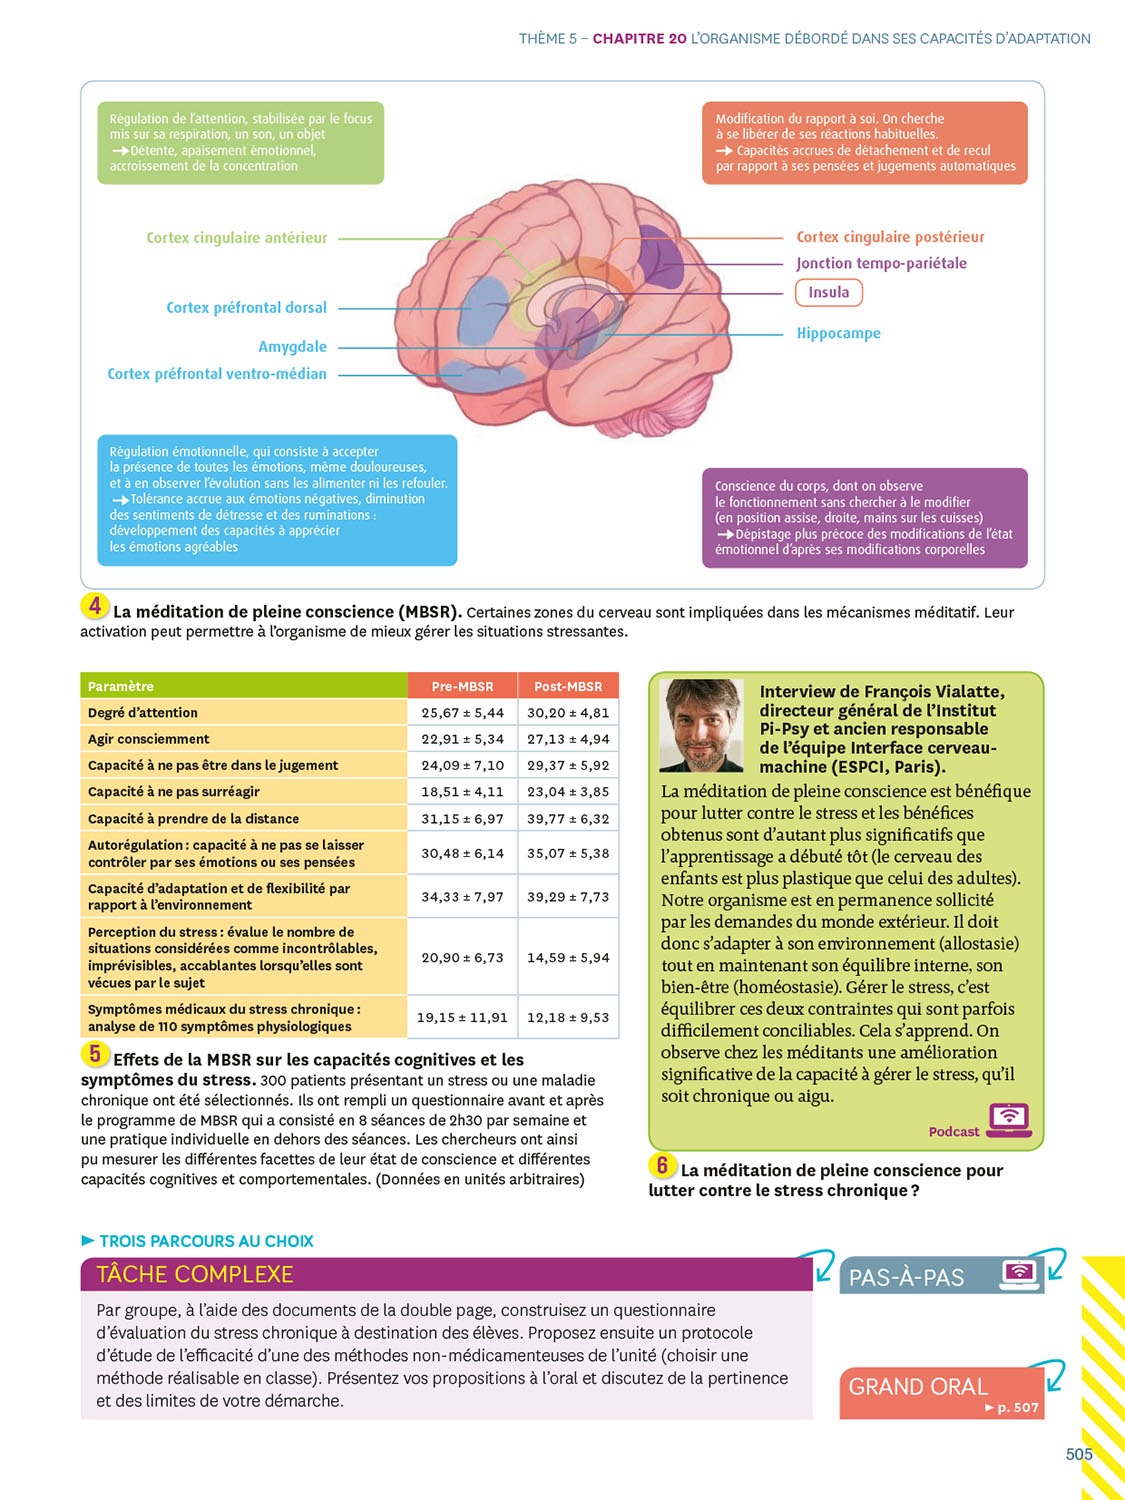 THÈME 5 – CHAPITRE 20 L'ORGANISME DÉBORDÉ DANS SES CAPACITÉS D'ADAPTATION
Régulation de l'attention, stabilisée par le focus
mis sur sa respiration, un son, un objet
→ Détente, apaisement émotionnel,
accroissement de la concentration
Modification du rapport à soi. On cherche
à se libérer de ses réactions habituelles.
→ Capacités accrues de détachement et de recul
par rapport à ses pensées et jugements automatiques
Cortex cingulaire antérieur
Cortex préfrontal dorsal
Amygdale
Cortex préfrontal ventro-médian
Cortex cingulaire postérieur
Jonction tempo-pariétale
Insula
Hippocampe
Régulation émotionnelle, qui consiste à accepter
la présence de toutes les émotions, même douloureuses,
et à en observer l'évolution sans les alimenter ni les refouler.
→ Tolérance accrue aux émotions négatives, diminution
des sentiments de détresse et des ruminations :
développement des capacités à apprécier
les émotions agréables
Conscience du corps, dont on observe
le fonctionnement sans chercher à le modifier
(en position assise, droite, mains sur les cuisses)
→ Dépistage plus précoce des modifications de l'état
émotionnel d'après ses modifications corporelles
4 La méditation de pleine conscience (MBSR). Certaines zones du cerveau sont impliquées dans les mécanismes méditatif. Leur
activation peut permettre à l'organisme de mieux gérer les situations stressantes.
Paramètre Pre-MBSR Post-MBSR
Degré d'attention 25,67 ± 5,44 30,20 ± 4,81
Agir consciemment 22,91 ± 5,34 27,13 ± 4,94
Capacité à ne pas être dans le jugement 24,09 ± 7,10 29,37 ± 5,92
Capacité à ne pas surréagir 18,51 ± 4,11 23,04 ± 3,85
Capacité à prendre de la distance 31,15 ± 6,97 39,77 ± 6,32
Autorégulation : capacité à ne pas se laisser
contrôler par ses émotions ou ses pensées 30,48 ± 6,14 35,07 ± 5,38
Capacité d'adaptation et de flexibilité par
rapport à l'environnement 34,33 ± 7,97 39,29 ± 7,73
Perception du stress : évalue le nombre de
situations considérées comme incontrôlables,
imprévisibles, accablantes lorsqu'elles sont
vécues par le sujet 20,90 ± 6,73 14,59 ± 5,94
Symptômes médicaux du stress chronique :
analyse de 110 symptômes physiologiques 19,15 ± 11,91 12,18 ± 9,53
5 Effets de la MBSR sur les capacités cognitives et les
symptômes du stress. 300 patients présentant un stress ou une maladie
chronique ont été sélectionnés. Ils ont rempli un questionnaire avant et après
le programme de MBSR qui a consisté en 8 séances de 2h30 par semaine et
une pratique individuelle en dehors des séances. Les chercheurs ont ainsi
pu mesurer les différentes facettes de leur état de conscience et différentes
capacités cognitives et comportementales. (Données en unités arbitraires)
Interview de François Vialatte,
directeur général de l'Institut
Pi-Psy et ancien responsable
de l'équipe Interface cerveau-
machine (ESPCI, Paris).
La méditation de pleine conscience est bénéfique
pour lutter contre le stress et les bénéfices
obtenus sont d'autant plus significatifs que
l'apprentissage a débuté tôt (le cerveau des
enfants est plus plastique que celui des adultes).
Notre organisme est en permanence sollicité
par les demandes du monde extérieur. Il doit
donc s'adapter à son environnement (allostasie)
tout en maintenant son équilibre interne, son
bien-être (homéostasie). Gérer le stress, c'est
équilibrer ces deux contraintes qui sont parfois
difficilement conciliables. Cela s'apprend. On
observe chez les méditants une amélioration
significative de la capacité à gérer le stress, qu'il
soit chronique ou aigu.
Podcast
6 La méditation de pleine conscience pour
lutter contre le stress chronique ?
► TROIS PARCOURS AU CHOIX
TÂCHE COMPLEXE
Par groupe, à l'aide des documents de la double page, construisez un questionnaire
d'évaluation du stress chronique à destination des élèves. Proposez ensuite un protocole
d'étude de l'efficacité d'une des méthodes non-médicamenteuses de l'unité (choisir une
méthode réalisable en classe). Présentez vos propositions à l'oral et discutez de la pertinence
et des limites de votre démarche.
PAS-À-PAS
GRAND ORAL
► p. 507
505